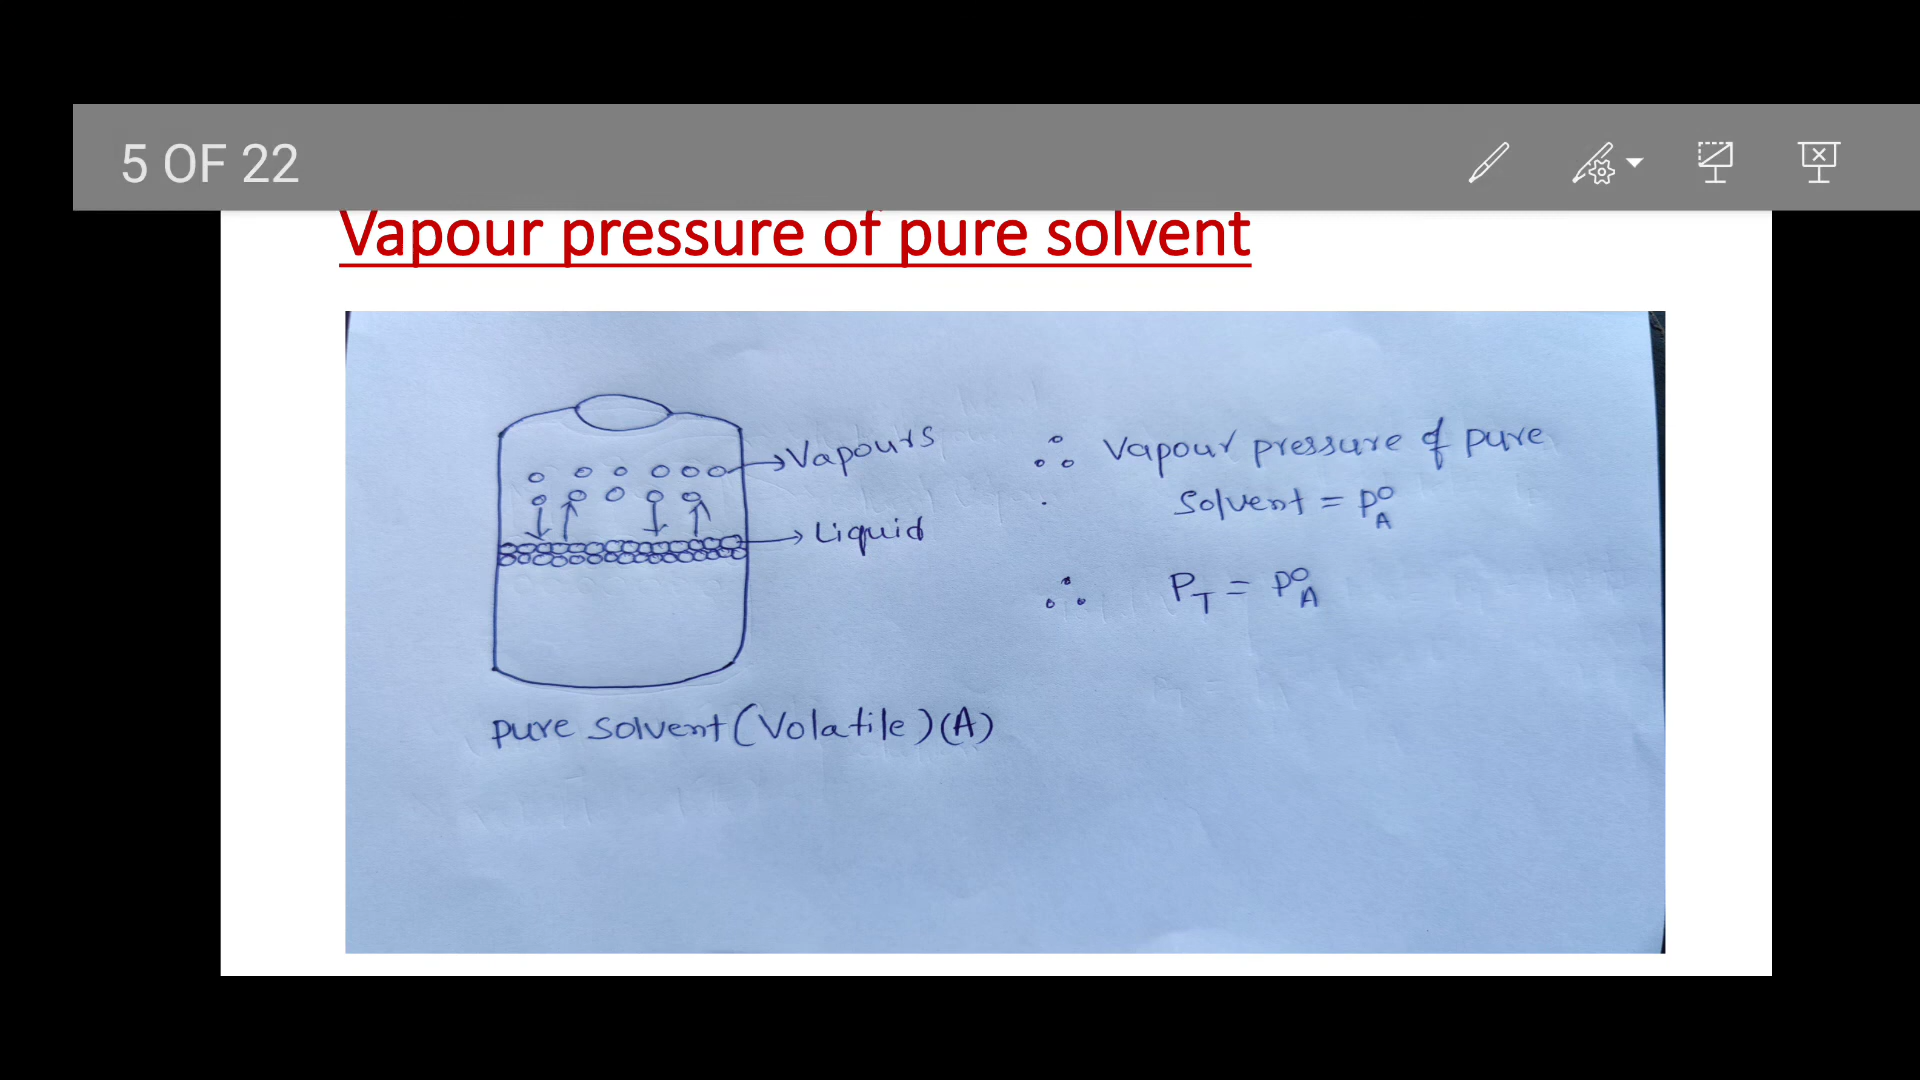 5 OF 22
Vapour pressure of pure solvent
→Vapours
→Liquid
∴ Vapour pressure of pure
solvent = P°A
∴ PT = P°A
pure solvent (Volatile) (A)